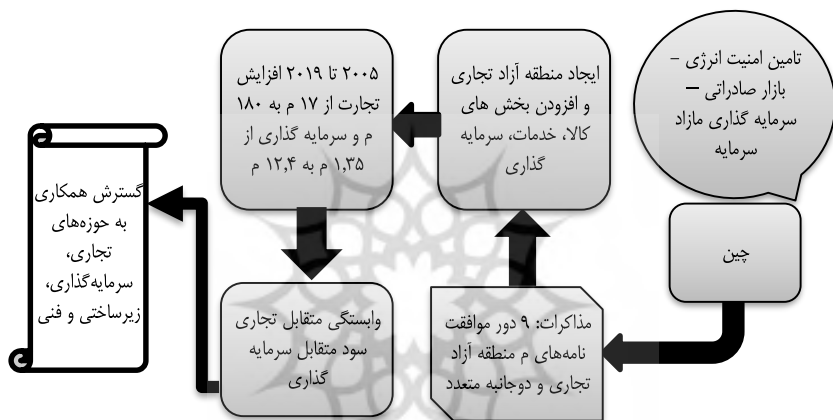 تامین امنیت انرژی –
بازار صادراتی –
سرمایه گذاری مازاد
سرمایه
چین
مذاکرات: ۹ دور موافقت
نامه‌های م منطقه آزاد
تجاری و دوجانبه متعدد
ایجاد منطقه آزاد تجاری
و افزودن بخش های
کالا، خدمات، سرمایه
گذاری
۲۰۰۵ تا ۲۰۱۹ افزایش
تجارت از ۱۷ م به ۱۸۰
م و سرمایه گذاری از
۱,۳۵ م به ۱۲,۴ م
وابستگی متقابل تجاری
سود متقابل سرمایه
گذاری
گسترش همکاری
به حوزه‌های
تجاری،
سرمایه‌گذاری،
زیرساختی و فنی